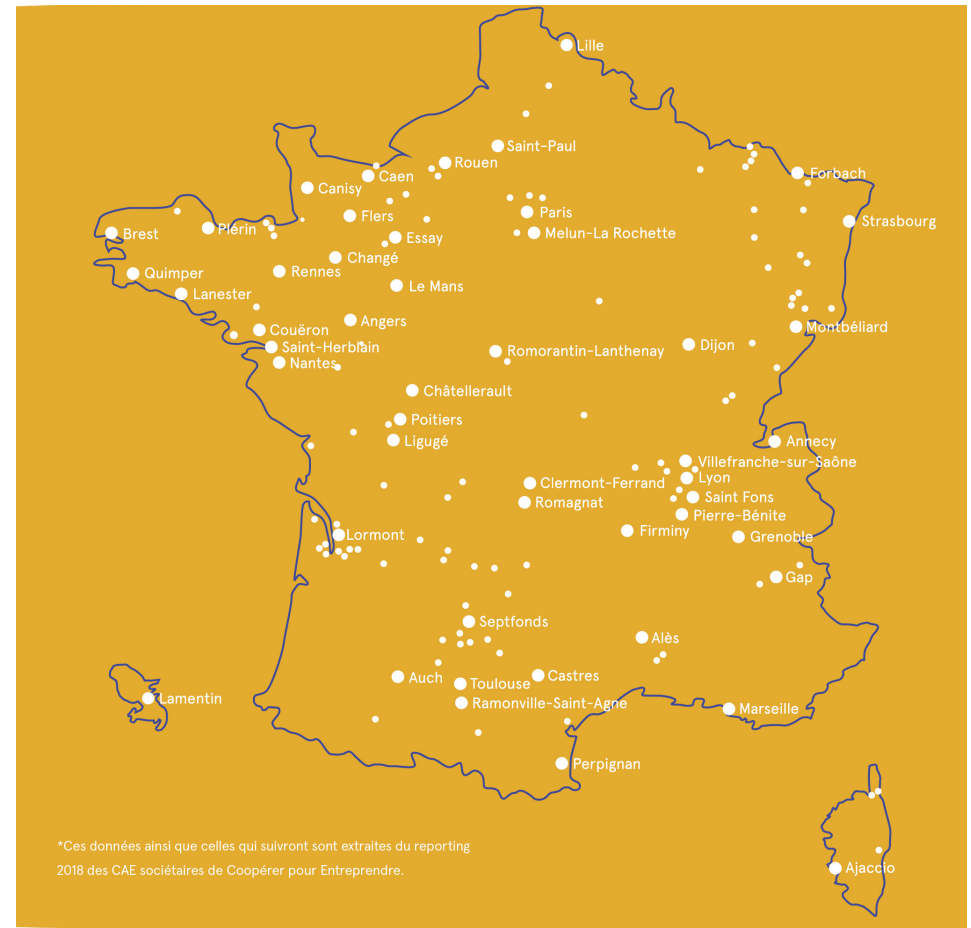 Lille
Saint-Paul
Rouen
Caen
Forbach
Canisy
Paris
Flers
Strasbourg
Plérin
Brest
Melun-La Rochette
Essay
Changé
Rennes
Quimper
Le Mans
Lanester
Angers
Montbéliard
Couëron
Dijon
Saint-Herblain
Romorantin-Lanthenay
Nantes
Châtellerault
Poitiers
Ligugé
Annecy
Villefranche-sur-Saône
Lyon
Clermont-Ferrand
Saint Fons
Romagnat
Pierre-Bénite
Firminy
Lormont
Grenoble
Gap
Septfonds
Alès
Castres
Auch
Toulouse
Lamentin
Ramonville-Saint-Agne
Marseille
Perpignan
*Ces données ainsi que celles qui suivront sont extraites du reporting
2018 des CAE sociétaires de Coopérer pour Entreprendre.
Ajaccio